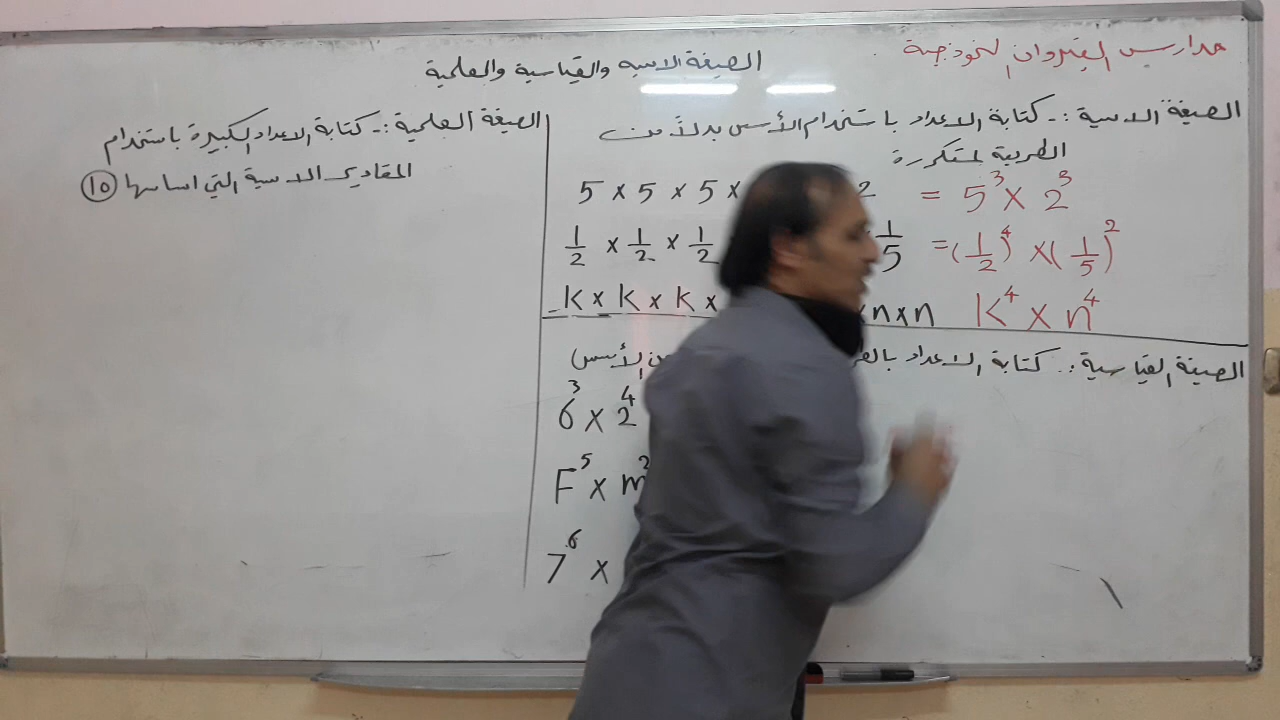 مدارس القيروان النموذجية
الصيغة الاسية والقياسية والعلمية
الصيغة الاسية :- كتابة الاعداد باستخدام الأسس بدلاً من
الطريقة المتكررة
5 × 5 × 5 × 2 = 5³ × 2³
1/2 × 1/2 × 1/2 1/5 = (1/2)⁴ × (1/5)²
k × k × k × × n × n K⁴ × n⁴
الصيغة القياسية :. كتابة الاعداد الأسس
6³ × 2⁴
F⁵ × m²
7⁶ ×
الصيغة العلمية :- كتابة الاعداد الكبيرة باستخدام
المقادير الاسية التي اساسها 10